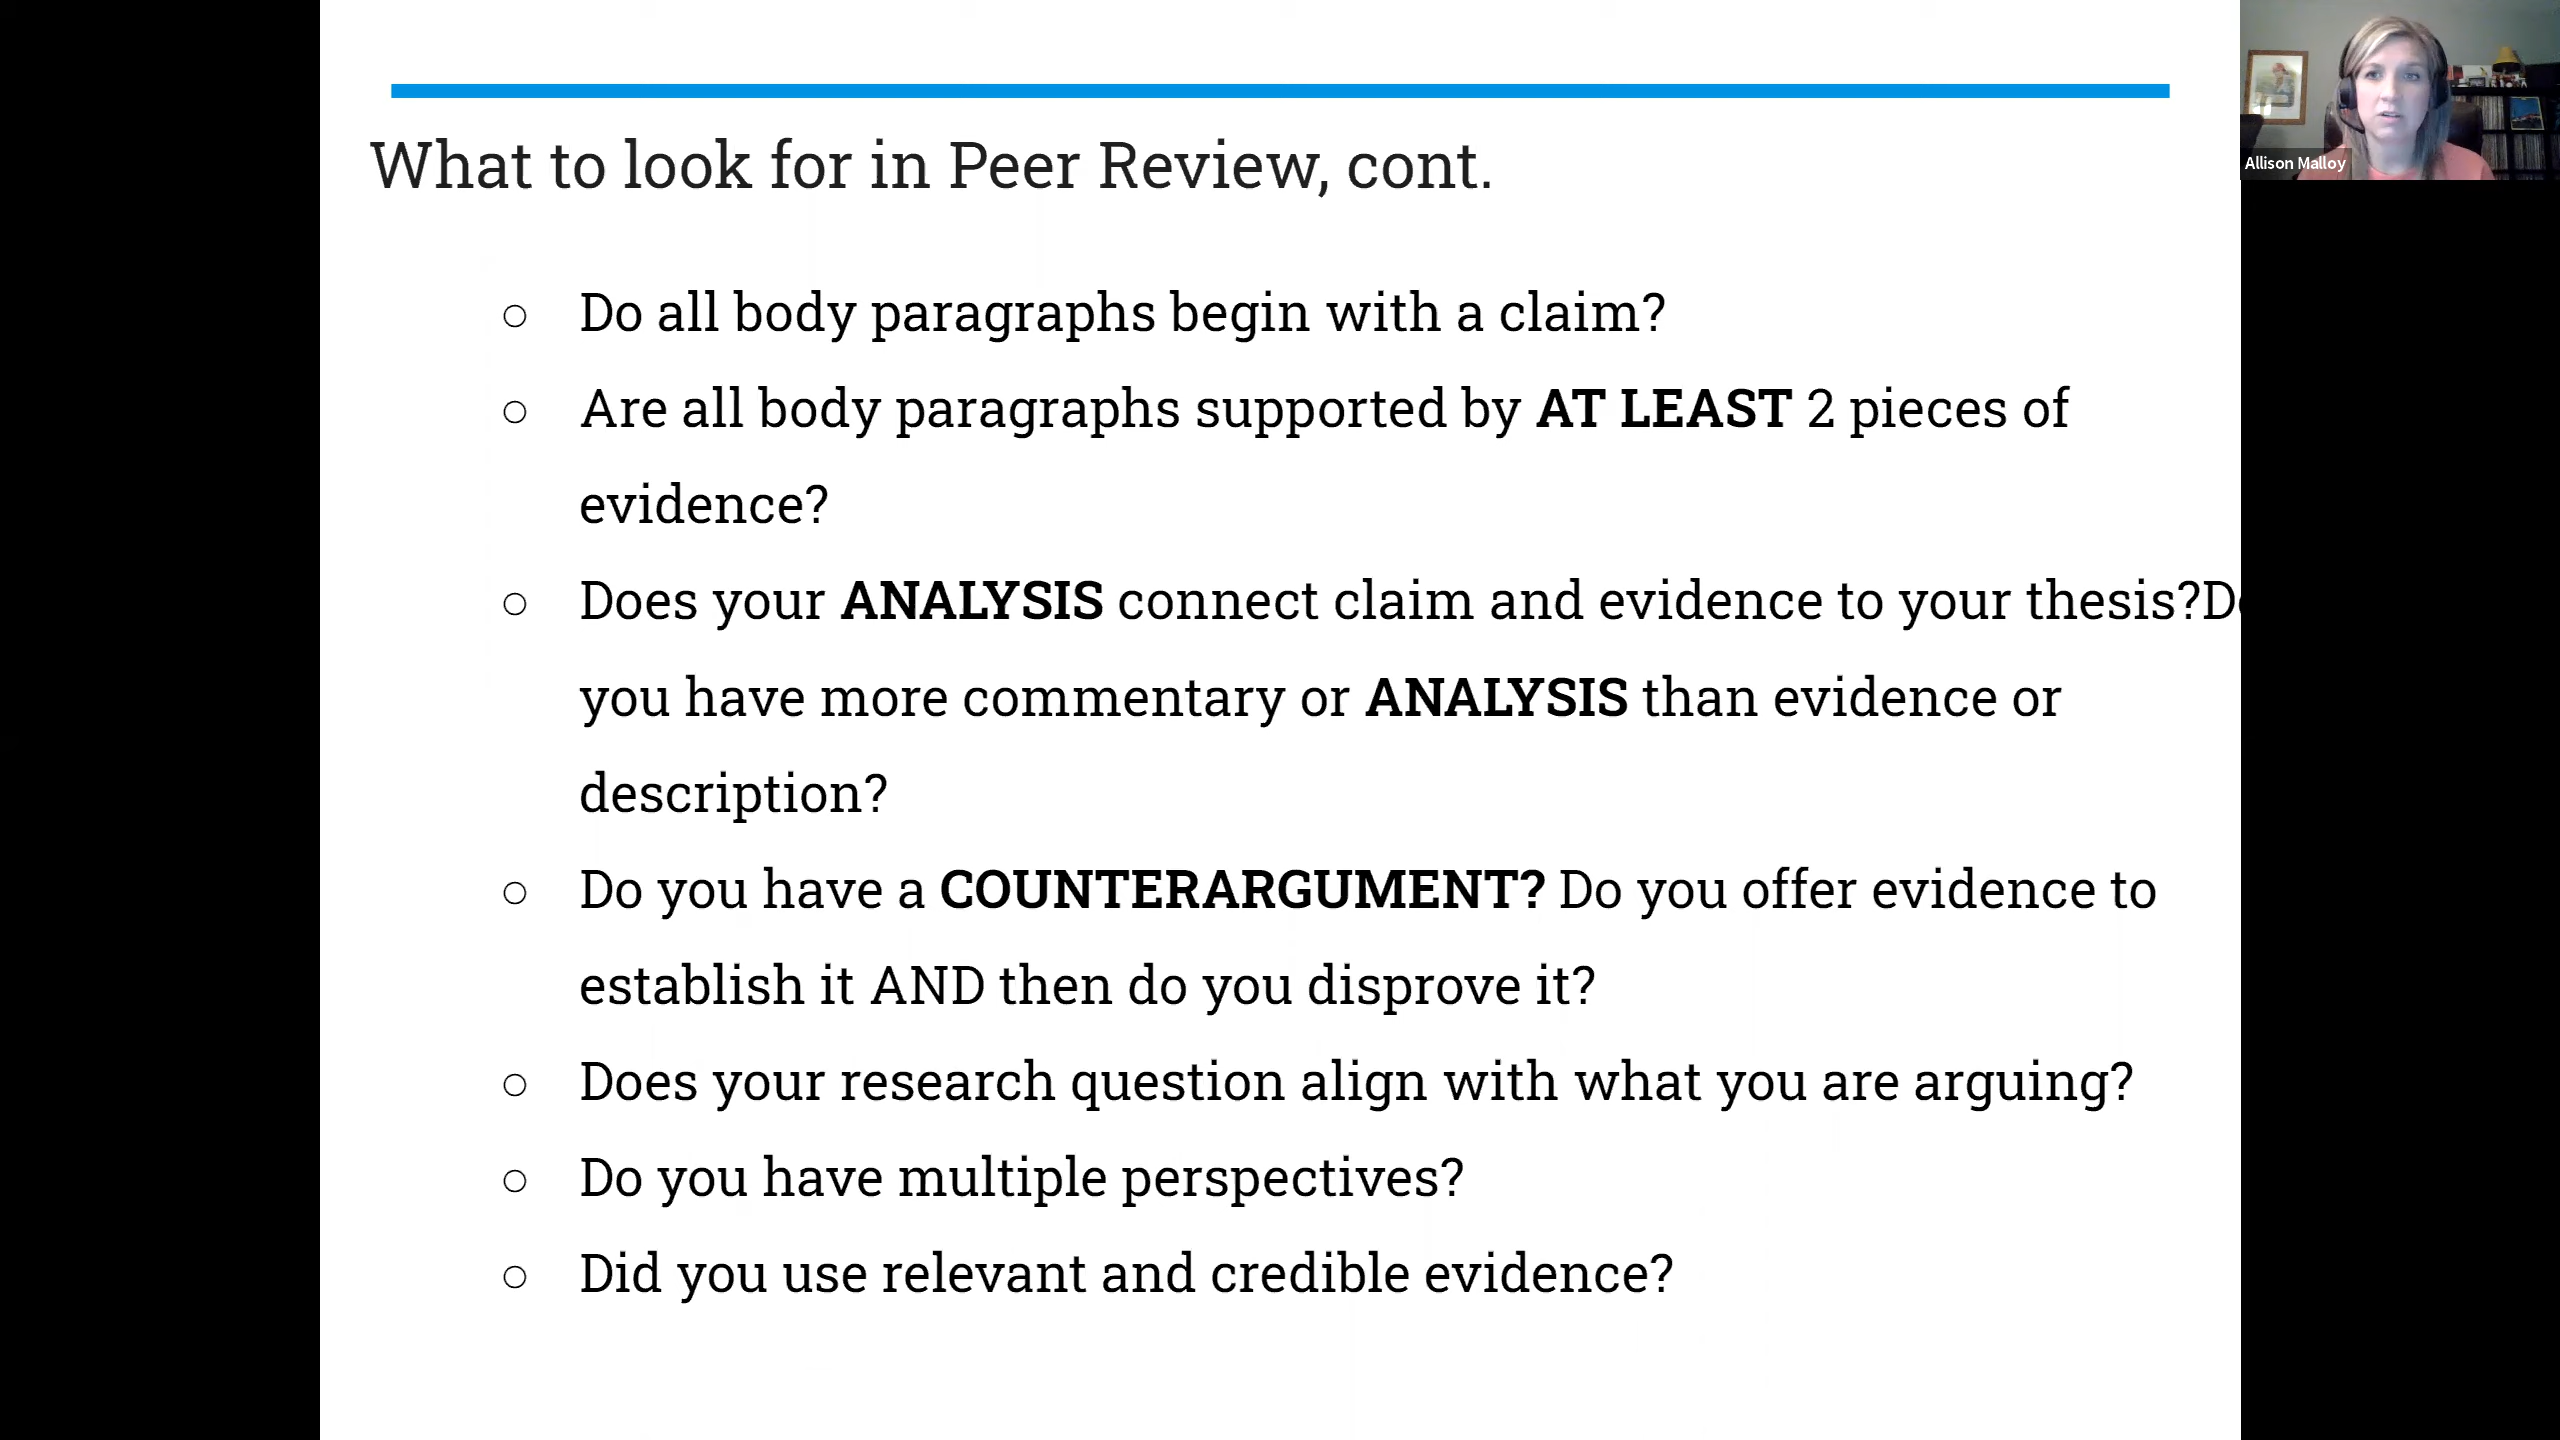 What to look for in Peer Review, cont.
Allison Malloy
○ Do all body paragraphs begin with a claim?
○ Are all body paragraphs supported by AT LEAST 2 pieces of
evidence?
○ Does your ANALYSIS connect claim and evidence to your thesis?Do
you have more commentary or ANALYSIS than evidence or
description?
○ Do you have a COUNTERARGUMENT? Do you offer evidence to
establish it AND then do you disprove it?
○ Does your research question align with what you are arguing?
○ Do you have multiple perspectives?
○ Did you use relevant and credible evidence?